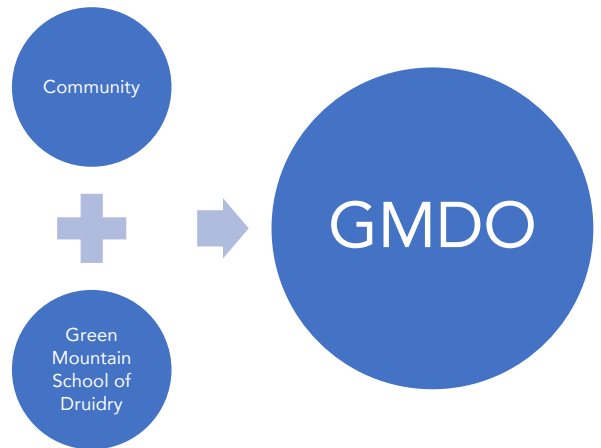 Community
Green
Mountain
School of
Druidry
GMDO